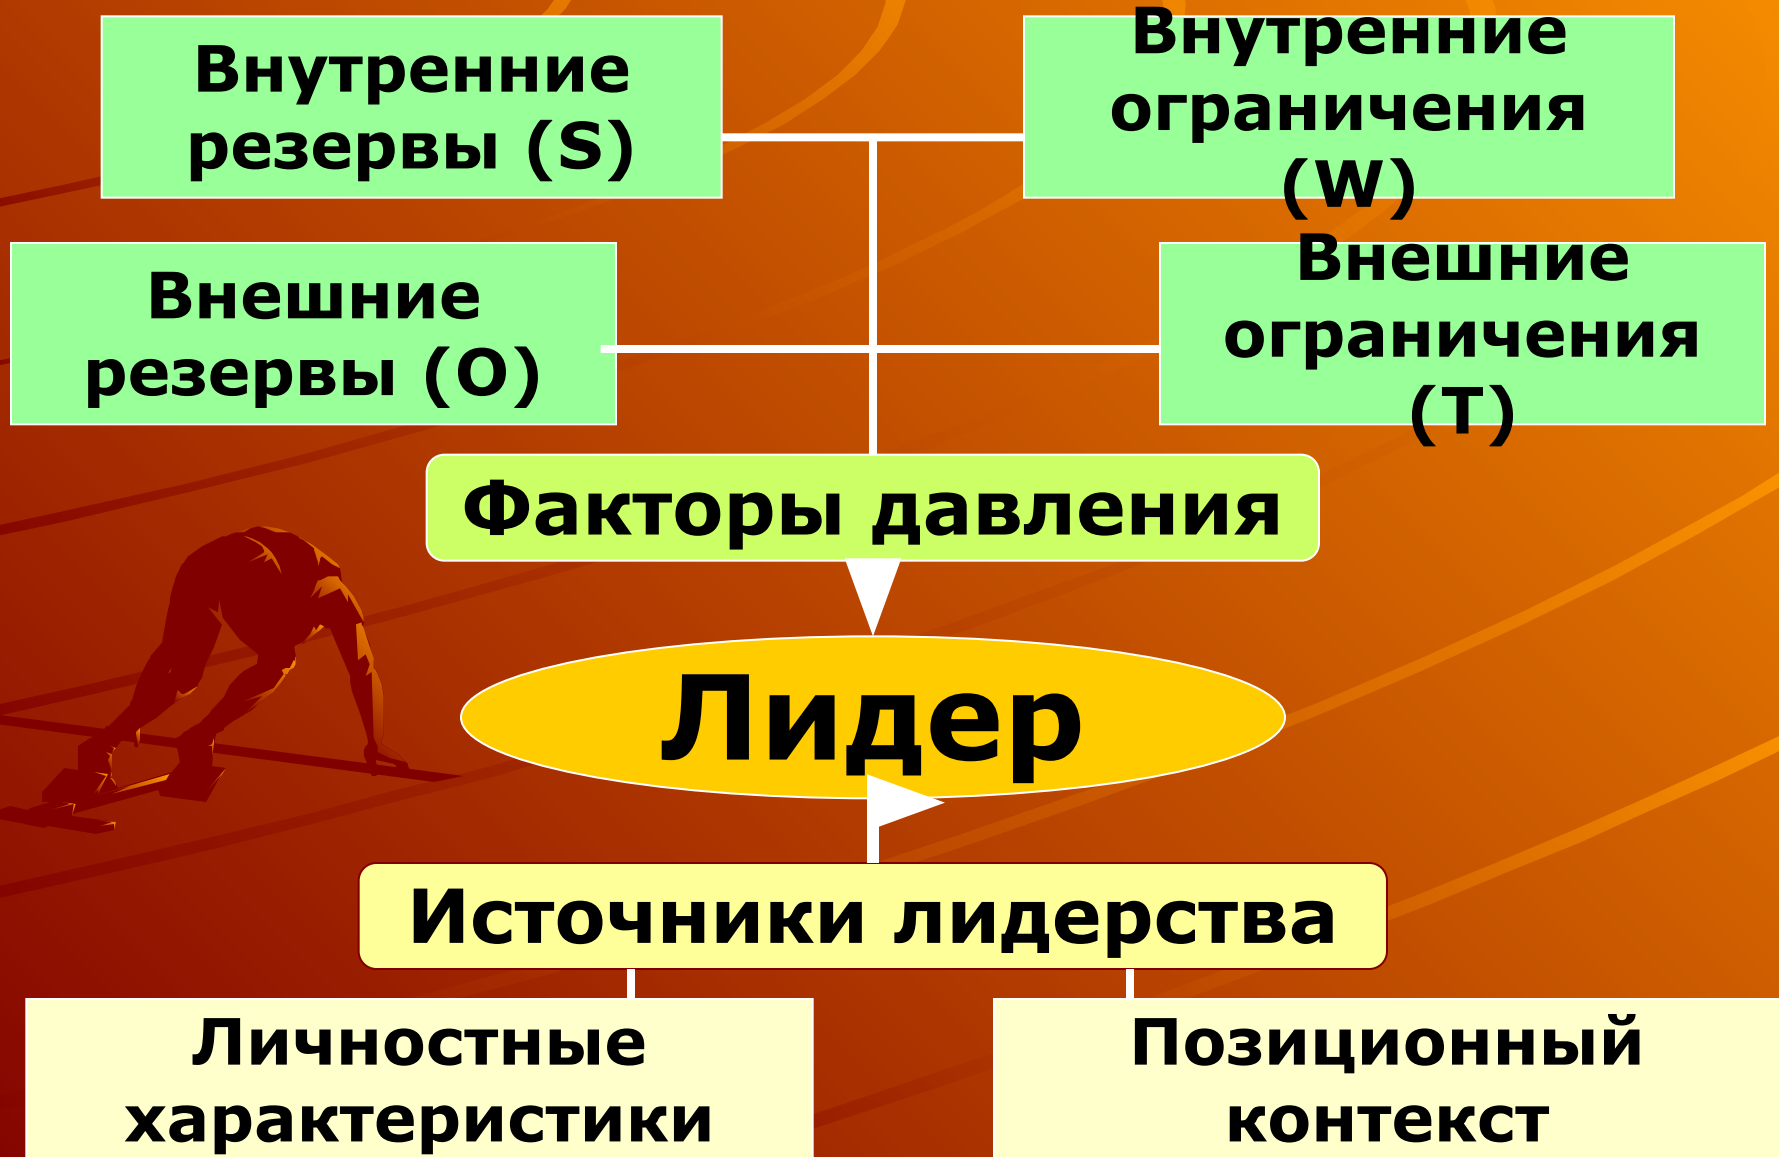 Внутренние
резервы (S)
Внутренние
ограничения
(W)
Внешние
резервы (O)
Внешние
ограничения
(T)
Факторы давления
Лидер
Источники лидерства
Личностные
характеристики
Позиционный
контекст